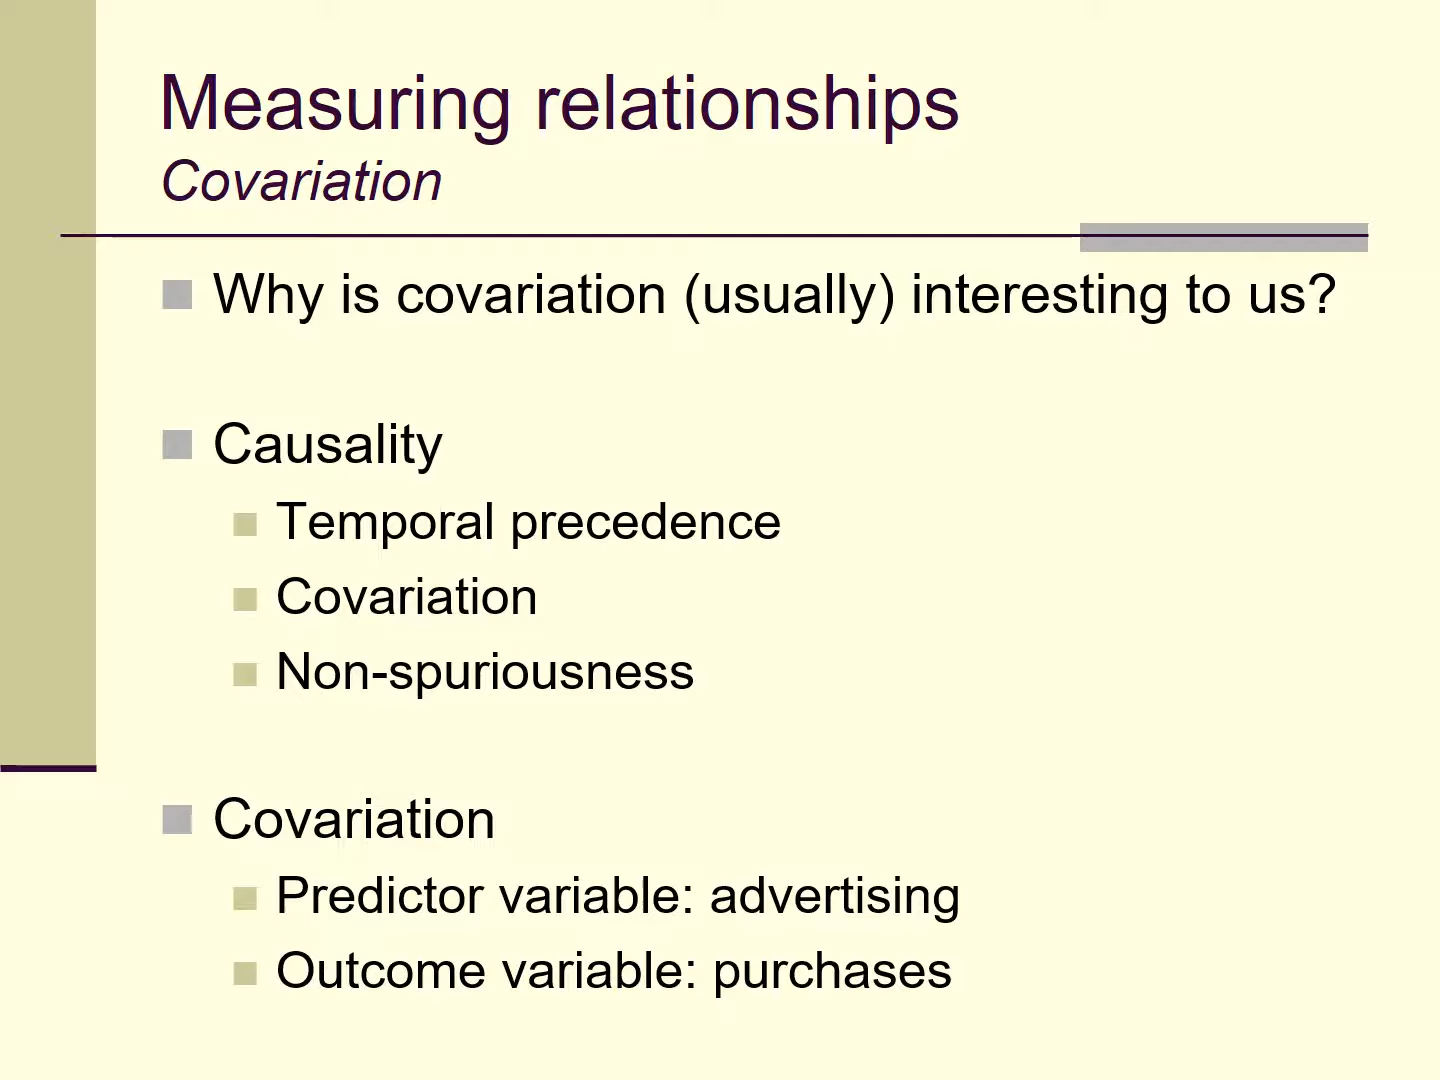 Measuring relationships
Covariation
Why is covariation (usually) interesting to us?
Causality
Temporal precedence
Covariation
Non-spuriousness
Covariation
Predictor variable: advertising
Outcome variable: purchases